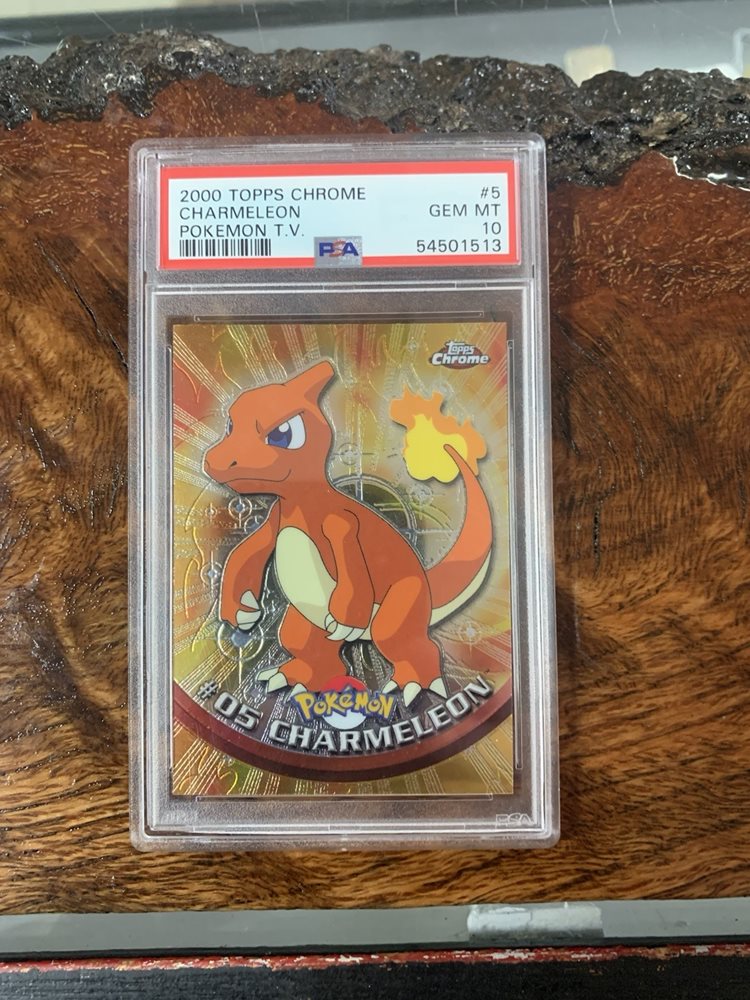 2000 TOPPS CHROME #5
CHARMELEON GEM MT
POKEMON T.V. 10
PSA 54501513
Topps
Chrome
POKéMON
#05 CHARMELEON
PSA